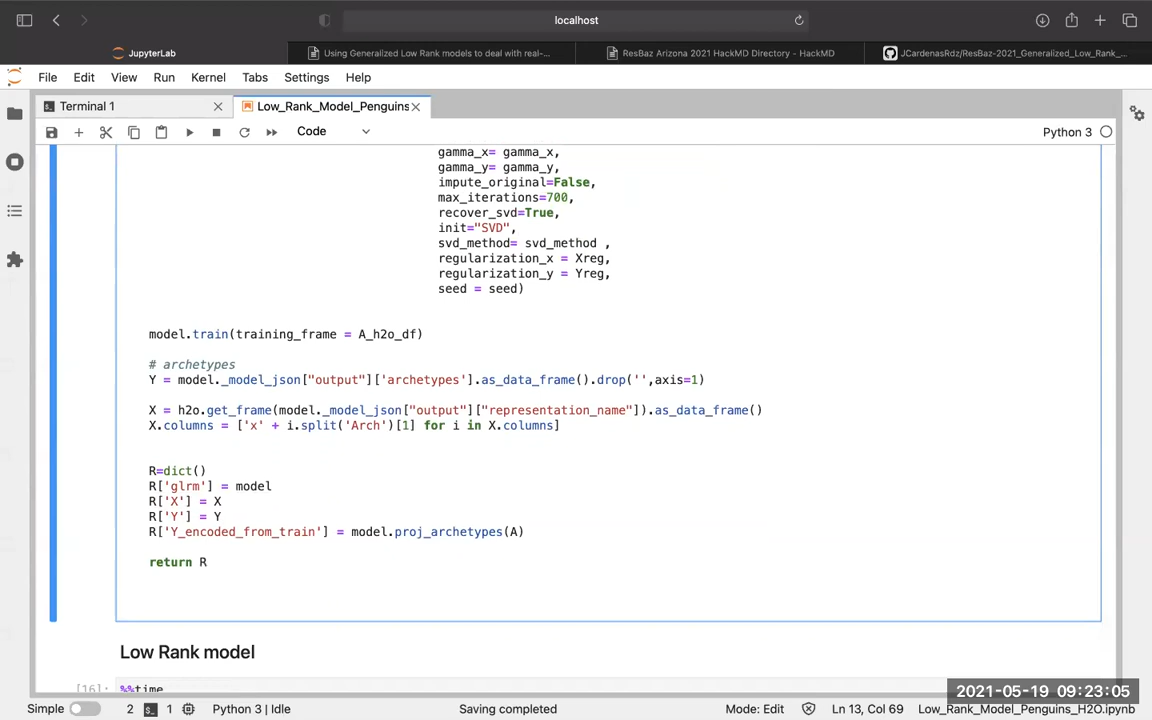 localhost
JupyterLab
Using Generalized Low Rank models to deal with real-...
ResBaz Arizona 2021 HackMD Directory - HackMD
JCardenasRdz/ResBaz-2021_Generalized_Low_Rank_...
File Edit View Run Kernel Tabs Settings Help
Terminal 1
Low_Rank_Model_Penguins
Code
Python 3
gamma_x= gamma_x,
gamma_y= gamma_y,
impute_original=False,
max_iterations=700,
recover_svd=True,
init="SVD",
svd_method= svd_method ,
regularization_x = Xreg,
regularization_y = Yreg,
seed = seed)
model.train(training_frame = A_h2o_df)
# archetypes
Y = model._model_json["output"]['archetypes'].as_data_frame().drop('',axis=1)
X = h2o.get_frame(model._model_json["output"]["representation_name"]).as_data_frame()
X.columns = ['x' + i.split('Arch')[1] for i in X.columns]
R=dict()
R['glrm'] = model
R['X'] = X
R['Y'] = Y
R['Y_encoded_from_train'] = model.proj_archetypes(A)
return R
Low Rank model
[16]: %%time
2021-05-19 09:23:05
Simple 2 1 Python 3 | Idle Saving completed Mode: Edit Ln 13, Col 69 Low_Rank_Model_Penguins_H2O.ipynb